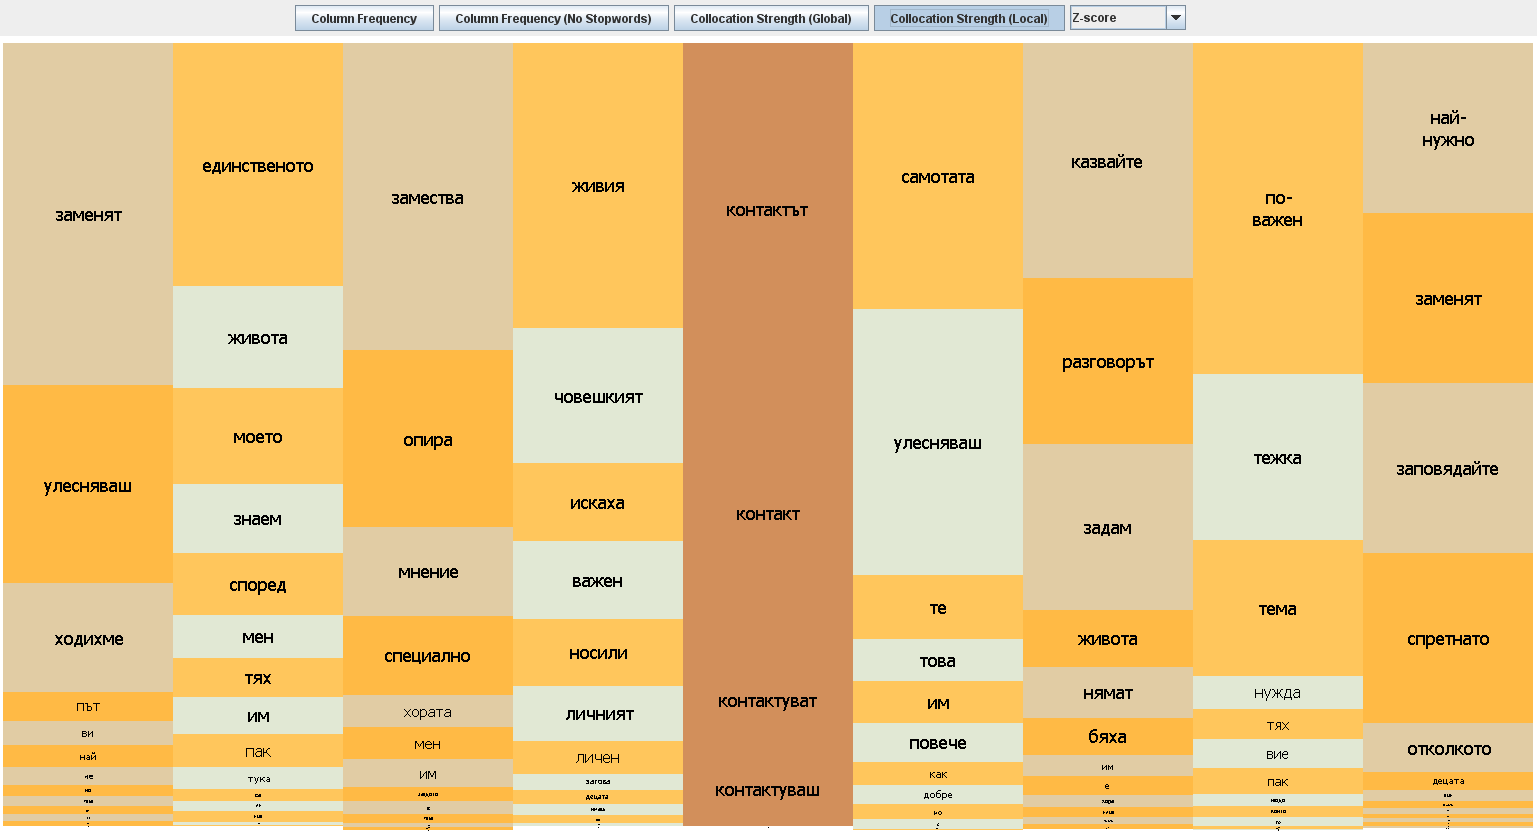 Column Frequency
Column Frequency (No Stopwords)
Collocation Strength (Global)
Collocation Strength (Local)
Z-score
заменят
улесняваш
ходихме
път
ви
най
не
но
единственото
живота
моето
знаем
според
мен
тях
им
пак
тука
замества
опира
мнение
специално
хората
мен
им
живия
човешкият
искаха
важен
носили
личният
личен
затова
децата
контактът
контакт
контактуват
контактуваш
самотата
улесняваш
те
това
им
повече
как
добре
но
казвайте
разговорът
задам
живота
нямат
бяха
им
е
хора
по-
важен
тежка
тема
нужда
тях
вие
пак
най-
нужно
заменят
заповядайте
спретнато
отколкото
децата